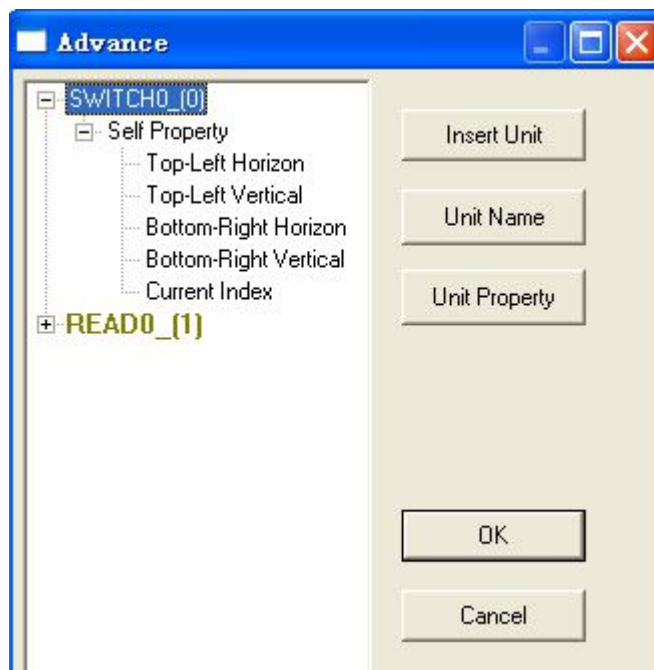 Advance
SWITCH0_(0)
Self Property
Top-Left Horizon
Top-Left Vertical
Bottom-Right Horizon
Bottom-Right Vertical
Current Index
READ0_(1)
Insert Unit
Unit Name
Unit Property
OK
Cancel